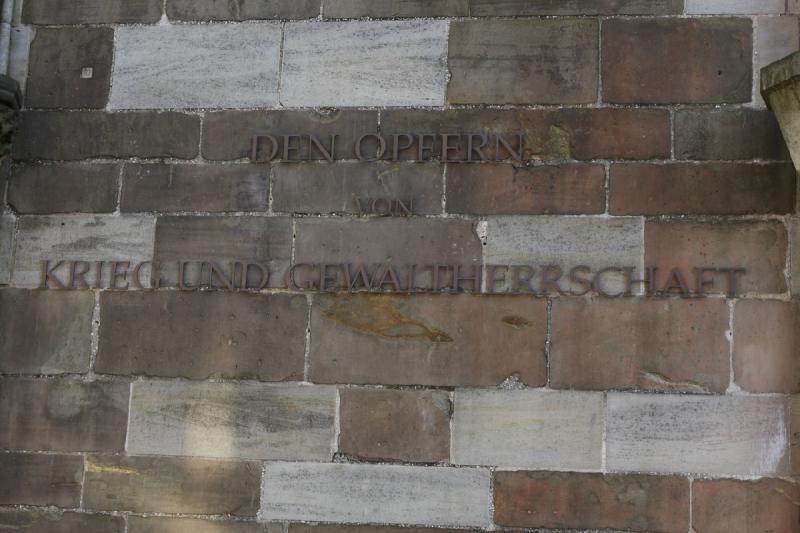 DEN OPFERN
VON
KRIEG UND GEWALTHERRSCHAFT